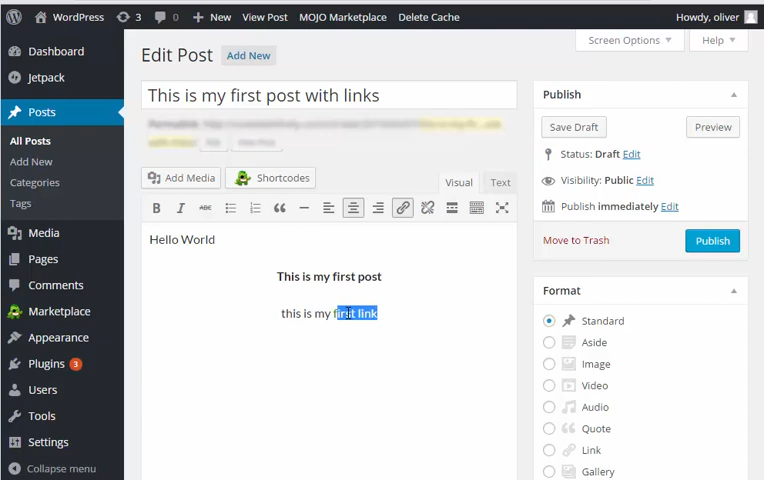 WordPress 3 0 + New View Post MOJO Marketplace Delete Cache Howdy, oliver
Screen Options Help
Dashboard
Jetpack
Posts
All Posts
Add New
Categories
Tags
Media
Pages
Comments
Marketplace
Appearance
Plugins 3
Users
Tools
Settings
Collapse menu
Edit Post Add New
This is my first post with links
Add Media Shortcodes
Visual Text
B I ABC
Hello World
This is my first post
this is my first link
Publish
Save Draft Preview
Status: Draft Edit
Visibility: Public Edit
Publish immediately Edit
Move to Trash Publish
Format
Standard
Aside
Image
Video
Audio
Quote
Link
Gallery